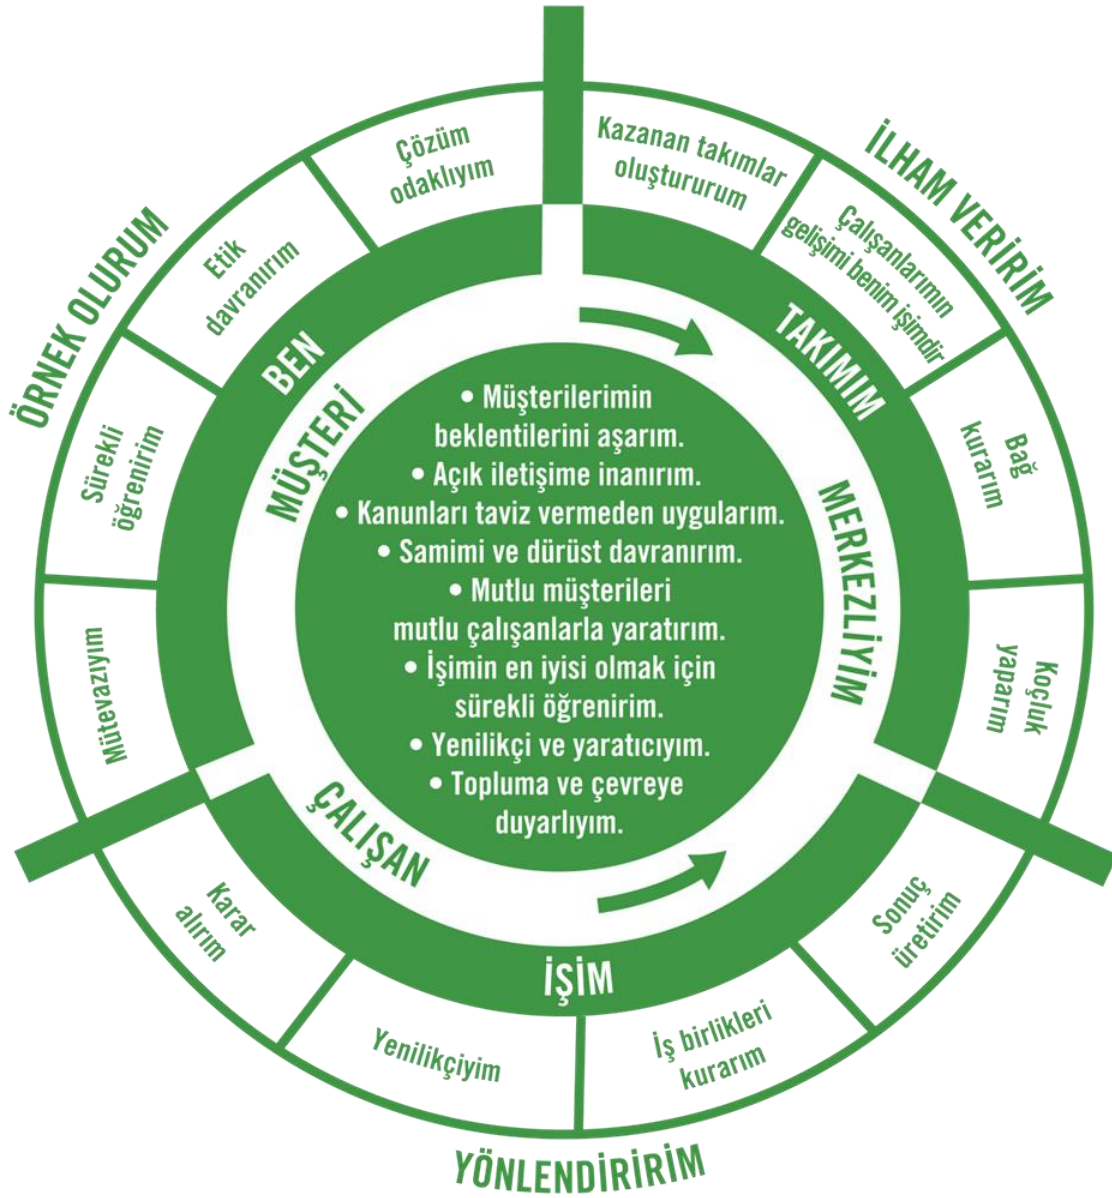 ÖRNEK OLURUM
Mütevazıyım
Sürekli
öğrenirim
Etik
davranırım
Çözüm
odaklıyım
BEN
İLHAM VERİRİM
Kazanan takımlar
oluştururum
Çalışanlarımın
gelişimi benim işimdir
Bağ
kurarım
Koçluk
yaparım
TAKIMIM
MÜŞTERİ
MERKEZLİYİM
ÇALIŞAN
• Müşterilerimin
beklentilerini aşarım.
• Açık iletişime inanırım.
• Kanunları taviz vermeden uygularım.
• Samimi ve dürüst davranırım.
• Mutlu müşterileri
mutlu çalışanlarla yaratırım.
• İşimin en iyisi olmak için
sürekli öğrenirim.
• Yenilikçi ve yaratıcıyım.
• Topluma ve çevreye
duyarlıyım.
İŞİM
Karar
alırım
Yenilikçiyim
İş birlikleri
kurarım
Sonuç
üretirim
YÖNLENDİRİRİM